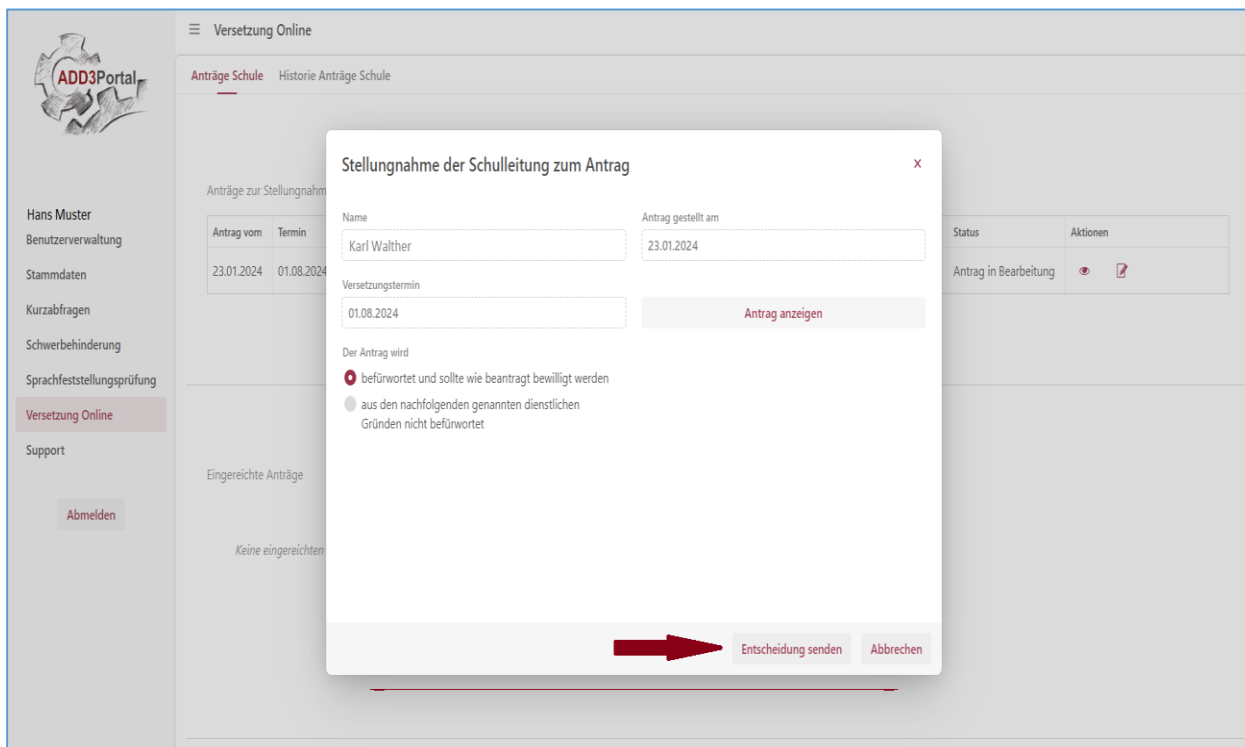 ADD3Portal
Hans Muster
Benutzerverwaltung
Stammdaten
Kurzabfragen
Schwerbehinderung
Sprachfeststellungsprüfung
Versetzung Online
Support
Abmelden
☰ Versetzung Online
Anträge Schule Historie Anträge Schule
Anträge zur Stellungnahm
Antrag vom Termin Status Aktionen
23.01.2024 01.08.2024 Antrag in Bearbeitung
Eingereichte Anträge
Keine eingereichten
Stellungnahme der Schulleitung zum Antrag x
Name Antrag gestellt am
Karl Walther 23.01.2024
Versetzungstermin
01.08.2024 Antrag anzeigen
Der Antrag wird
befürwortet und sollte wie beantragt bewilligt werden
aus den nachfolgenden genannten dienstlichen
Gründen nicht befürwortet
Entscheidung senden Abbrechen